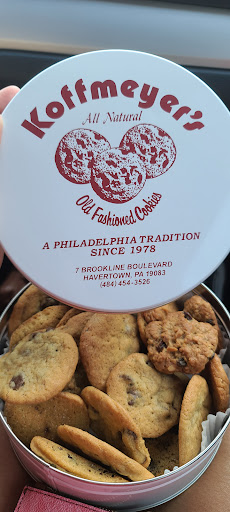 Koffmeyer's
All Natural
Old Fashioned Cookies
A PHILADELPHIA TRADITION
SINCE 1978
7 BROOKLINE BOULEVARD
HAVERTOWN, PA 19083
(484) 454-3526